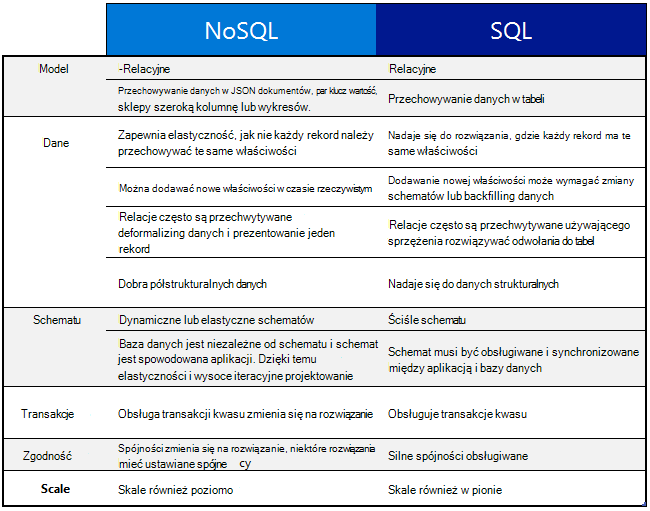 NoSQL SQL
Model -Relacyjne Relacyjne
Przechowywanie danych w JSON dokumentów, par klucz wartość,
sklepy szeroką kolumnę lub wykresów.
Przechowywanie danych w tabeli
Dane
Zapewnia elastyczność, jak nie każdy rekord należy
przechowywać te same właściwości
Nadaje się do rozwiązania, gdzie każdy rekord ma te
same właściwości
Można dodawać nowe właściwości w czasie rzeczywistym
Dodawanie nowej właściwości może wymagać zmiany
schematów lub backfilling danych
Relacje często są przechwytywane
deformalizing danych i prezentowanie jeden
rekord
Relacje często są przechwytywane używającego
sprzężenia rozwiązywać odwołania do tabel
Dobra półstrukturalnych danych Nadaje się do danych strukturalnych
Schematu Dynamiczne lub elastyczne schematów Ściśle schematu
Baza danych jest niezależne od schematu i schemat
jest spowodowana aplikacji. Dzięki temu
elastyczności i wysoce iteracyjne projektowanie
Schemat musi być obsługiwane i synchronizowane
między aplikacją i bazy danych
Transakcje Obsługa transakcji kwasu zmienia się na rozwiązanie Obsługuje transakcje kwasu
Zgodność
Spójności zmienia się na rozwiązanie, niektóre rozwiązania
mieć ustawiane spójne cy
Silne spójności obsługiwane
Scale Skale również poziomo Skale również w pionie